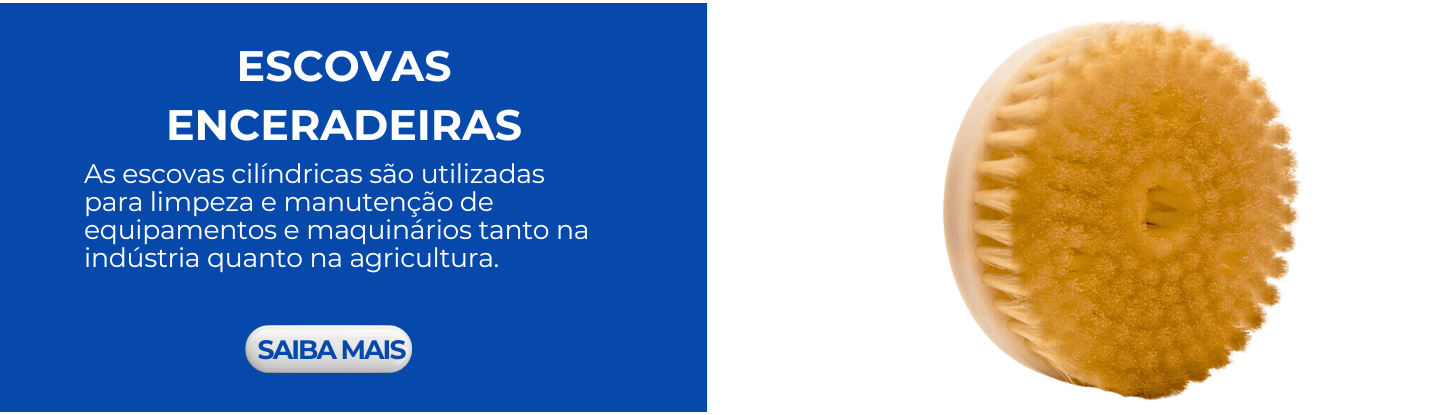 ESCOVAS
ENCERADEIRAS
As escovas cilíndricas são utilizadas
para limpeza e manutenção de
equipamentos e maquinários tanto na
indústria quanto na agricultura.
SAIBA MAIS